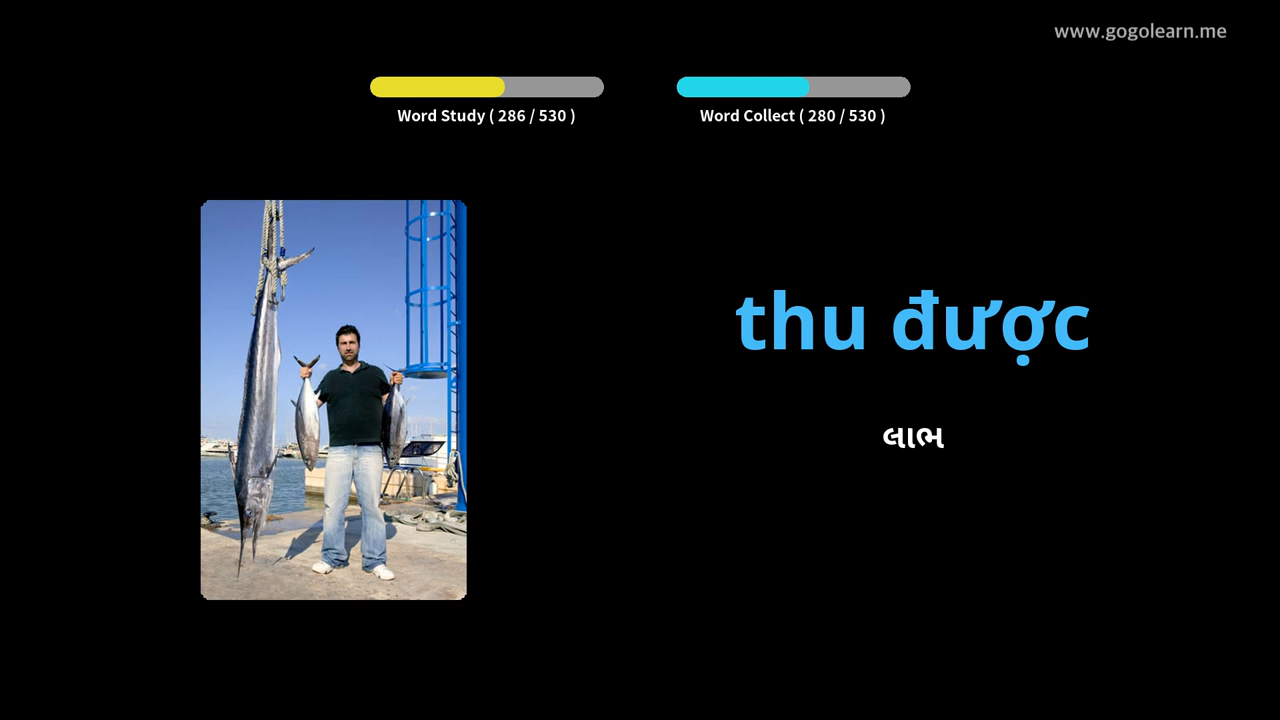 www.gogolearn.me
Word Study ( 286 / 530 )
Word Collect ( 280 / 530 )
thu được
લાભ